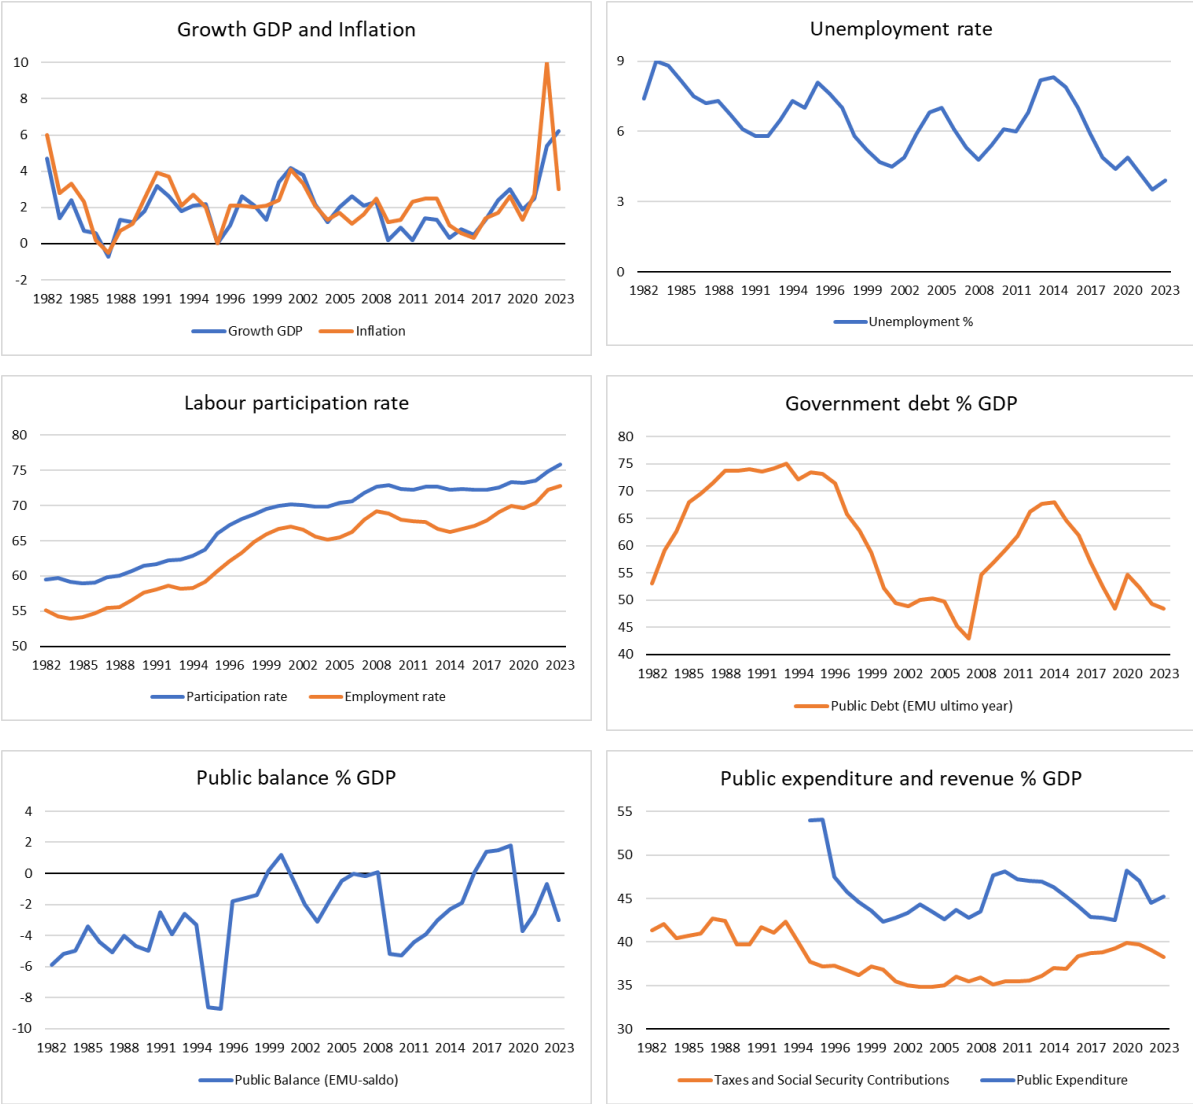 Growth GDP and Inflation
10
8
6
4
2
0
-2
1982 1985 1988 1991 1994 1996 1999 2002 2005 2008 2011 2014 2017 2020 2023
Growth GDP Inflation
Unemployment rate
9
6
3
0
1982 1985 1988 1991 1994 1996 1999 2002 2005 2008 2011 2014 2017 2020 2023
Unemployment %
Labour participation rate
80
75
70
65
60
55
50
1982 1985 1988 1991 1994 1996 1999 2002 2005 2008 2011 2014 2017 2020 2023
Participation rate Employment rate
Government debt % GDP
80
75
70
65
60
55
50
45
40
1982 1985 1988 1991 1994 1996 1999 2002 2005 2008 2011 2014 2017 2020 2023
Public Debt (EMU ultimo year)
Public balance % GDP
4
2
0
-2
-4
-6
-8
-10
1982 1985 1988 1991 1994 1996 1999 2002 2005 2008 2011 2014 2017 2020 2023
Public Balance (EMU-saldo)
Public expenditure and revenue % GDP
55
50
45
40
35
30
1982 1985 1988 1991 1994 1996 1999 2002 2005 2008 2011 2014 2017 2020 2023
Taxes and Social Security Contributions Public Expenditure